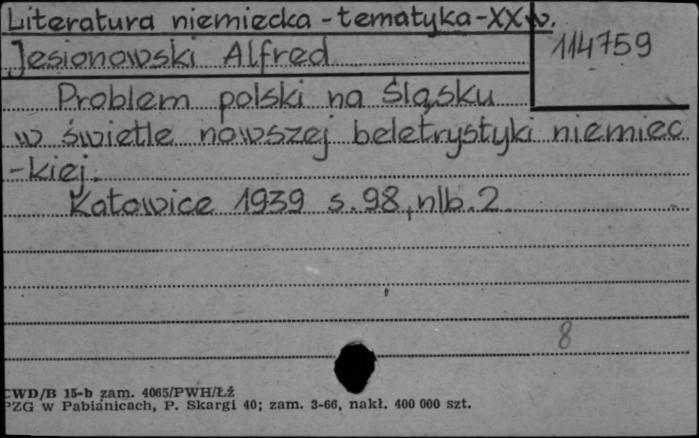 Literatura niemiecka - tematyka - XX w.
114759
Jesionowski Alfred
Problem polski na Śląsku
w świetle nowszej beletrystyki niemiec
-kiej.
Katowice 1939 s. 98, nlb. 2
8
CWD/B 15-b zam. 4065/PWH/Łź
PZG w Pabianicach, P. Skargi 40; zam. 3-66, nakł. 400 000 szt.